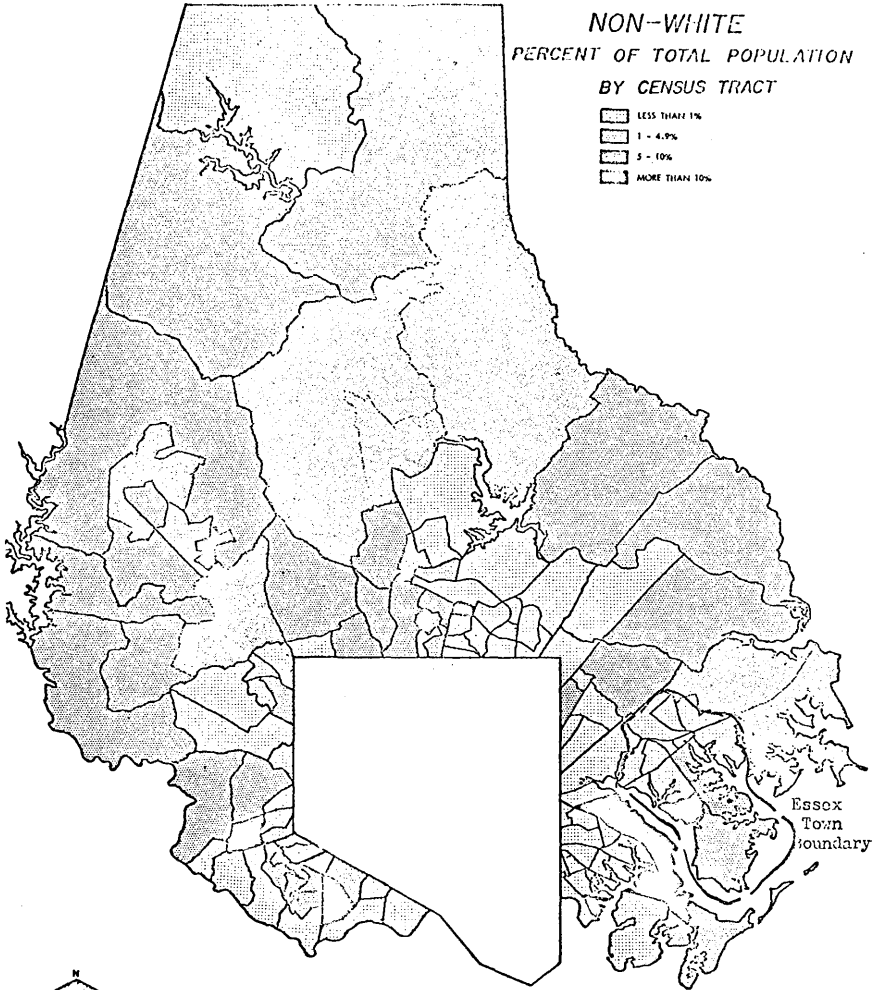 NON-WHITE
PERCENT OF TOTAL POPULATION
BY CENSUS TRACT
LESS THAN 1%
1 - 4.9%
5 - 10%
MORE THAN 10%
Essex
Town
Boundary
N